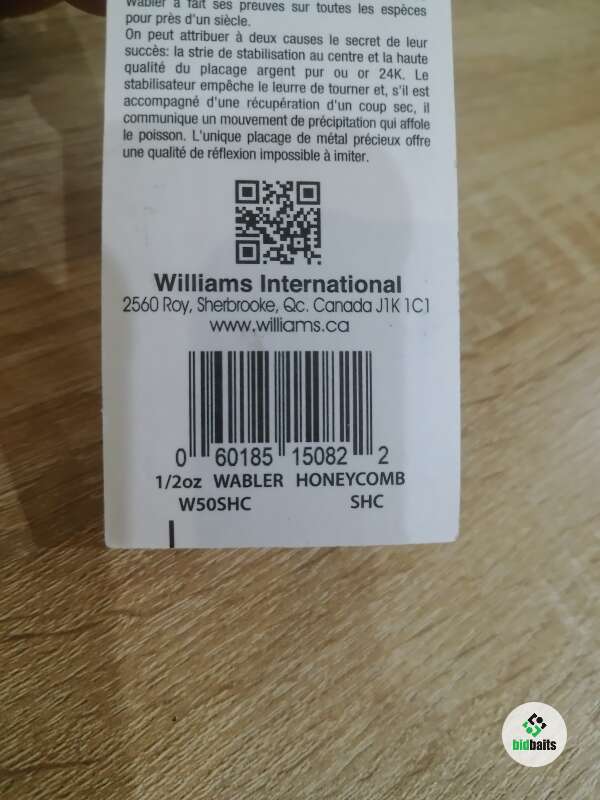 Wabler a fait ses preuves sur toutes les espèces
pour près d'un siècle.
On peut attribuer à deux causes le secret de leur
succès: la strie de stabilisation au centre et la haute
qualité du placage argent pur ou or 24K. Le
stabilisateur empêche le leurre de tourner et, s'il est
accompagné d'une récupération d'un coup sec, il
communique un mouvement de précipitation qui affole
le poisson. L'unique placage de métal précieux offre
une qualité de réflexion impossible à imiter.
Williams International
2560 Roy, Sherbrooke, Qc. Canada J1K 1C1
www.williams.ca
0 60185 15082 2
1/2oz WABLER HONEYCOMB
W50SHC SHC
bidbaits